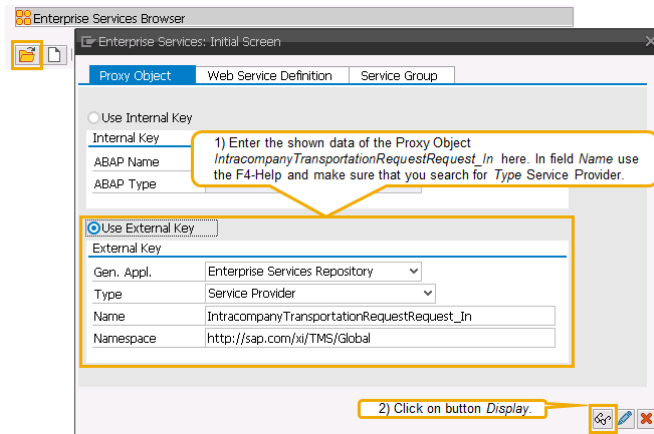 Enterprise Services Browser
Enterprise Services: Initial Screen
Proxy Object
Web Service Definition
Service Group
Use Internal Key
Internal Key
ABAP Name
ABAP Type
1) Enter the shown data of the Proxy Object
IntracompanyTransportationRequestRequest_In here. In field Name use
the F4-Help and make sure that you search for Type Service Provider.
Use External Key
External Key
Gen. Appl.
Enterprise Services Repository
Type
Service Provider
Name
IntracompanyTransportationRequestRequest_In
Namespace
http://sap.com/xi/TMS/Global
2) Click on button Display.